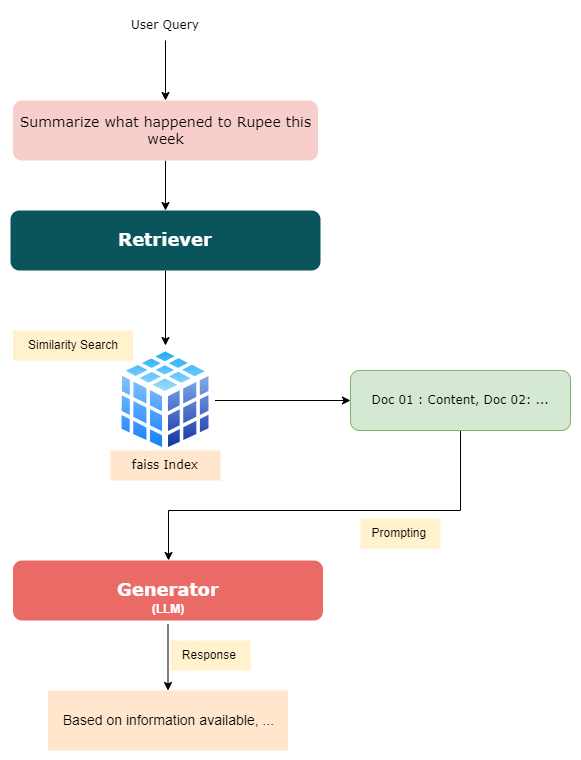 User Query
Summarize what happened to Rupee this
week
Retriever
Similarity Search
faiss Index
Doc 01 : Content, Doc 02: ...
Prompting
Generator
(LLM)
Response
Based on information available, ...